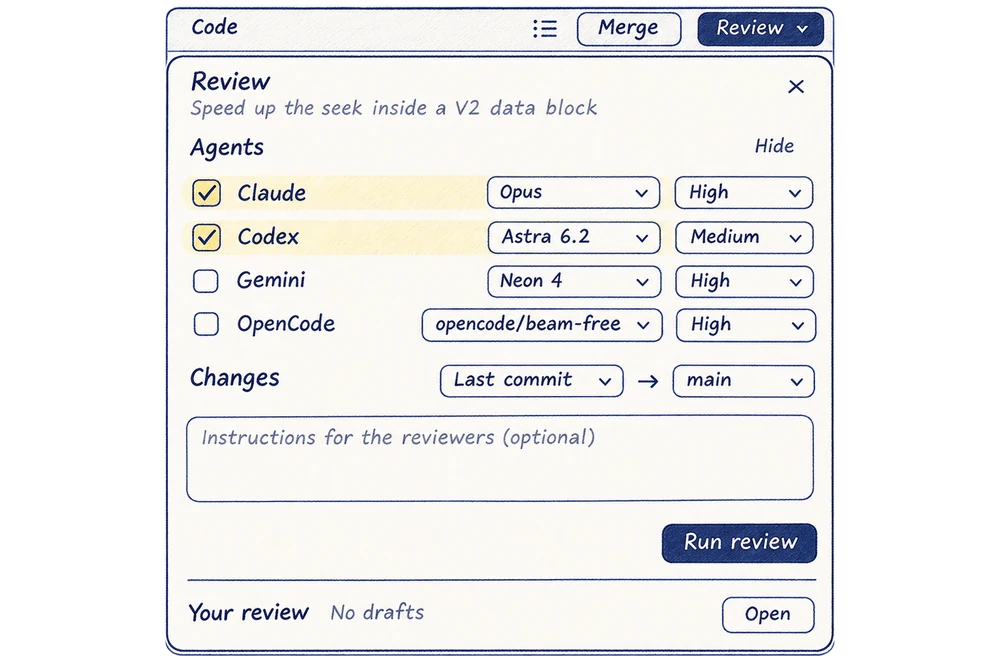 Code Merge Review
Review
Speed up the seek inside a V2 data block
Agents Hide
Claude Opus High
Codex Astra 6.2 Medium
Gemini Neon 4 High
OpenCode opencode/beam-free High
Changes Last commit → main
Instructions for the reviewers (optional)
Run review
Your review No drafts Open